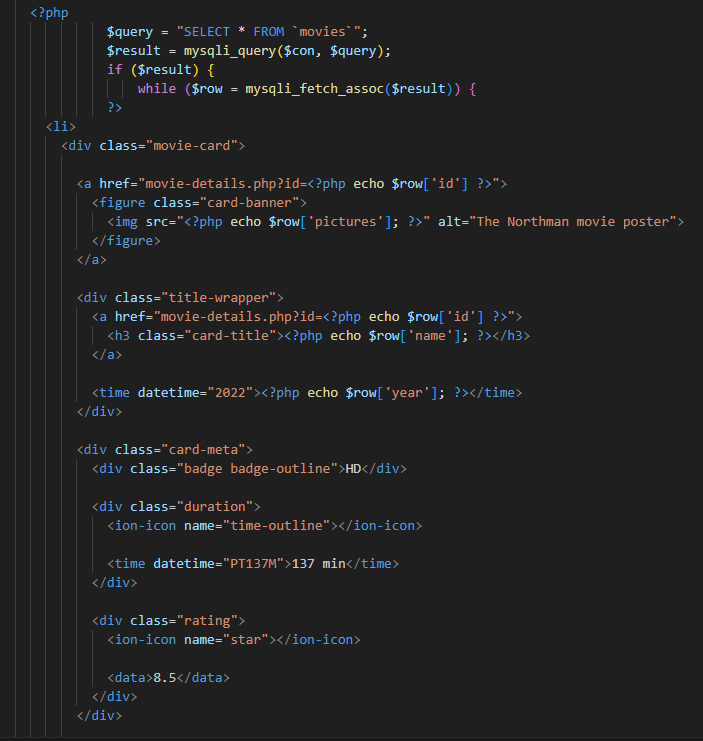 <?php
$query = "SELECT * FROM `movies`";
$result = mysqli_query($con, $query);
if ($result) {
while ($row = mysqli_fetch_assoc($result)) {
?>
<li>
<div class="movie-card">
<a href="movie-details.php?id=<?php echo $row['id'] ?>">
<figure class="card-banner">
<img src="<?php echo $row['pictures']; ?>" alt="The Northman movie poster">
</figure>
</a>
<div class="title-wrapper">
<a href="movie-details.php?id=<?php echo $row['id'] ?>">
<h3 class="card-title"><?php echo $row['name']; ?></h3>
</a>
<time datetime="2022"><?php echo $row['year']; ?></time>
</div>
<div class="card-meta">
<div class="badge badge-outline">HD</div>
<div class="duration">
<ion-icon name="time-outline"></ion-icon>
<time datetime="PT137M">137 min</time>
</div>
<div class="rating">
<ion-icon name="star"></ion-icon>
<data>8.5</data>
</div>
</div>